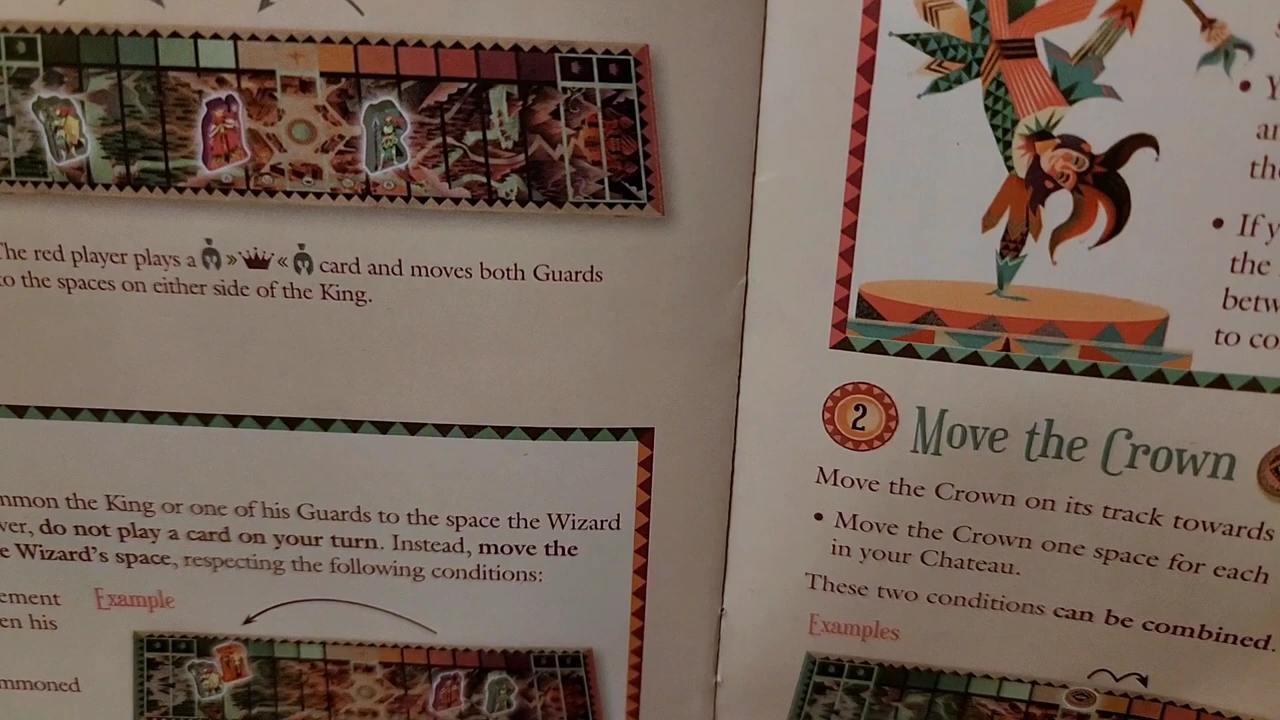 The red player plays a » « card and moves both Guards
to the spaces on either side of the King.
the King or one of his Guards to the space the Wizard
do not play a card on your turn. Instead, move the
Wizard's space, respecting the following conditions:
Example
en his
If y
the
to co
2 Move the Crown
Move the Crown on its track towards
• Move the Crown one space for each
in your Chateau.
These two conditions can be combined.
Examples